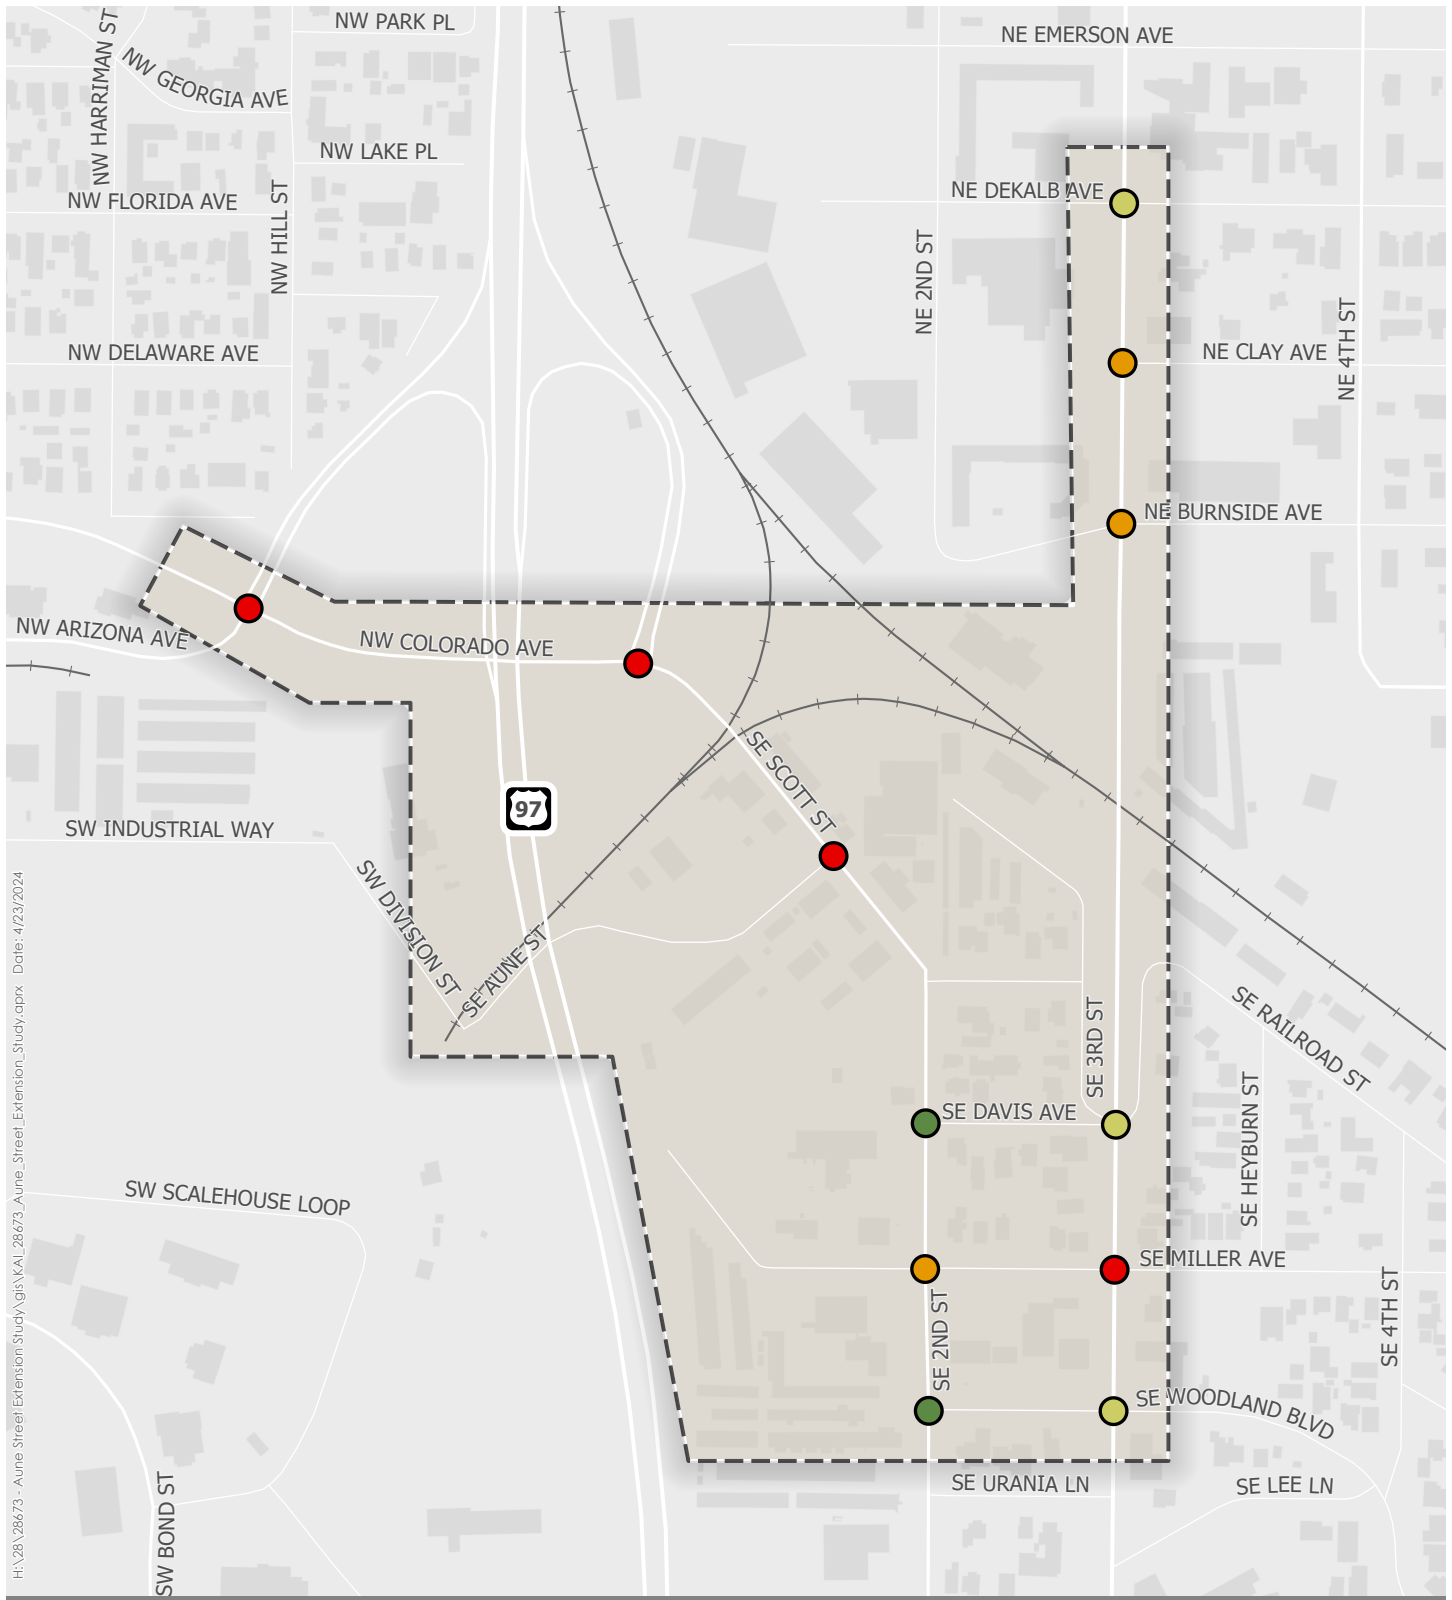 NW PARK PL
NE EMERSON AVE
NW HARRIMAN ST
NW GEORGIA AVE
NW LAKE PL
NW FLORIDA AVE
NW HILL ST
NE DEKALB AVE
NE 2ND ST
NW DELAWARE AVE
NE CLAY AVE
NE 4TH ST
NE BURNSIDE AVE
NW ARIZONA AVE
NW COLORADO AVE
SE SCOTT ST
97
SW INDUSTRIAL WAY
SW DIVISION ST
SE AUNE ST
SE 3RD ST
SE RAILROAD ST
SE DAVIS AVE
SE HEYBURN ST
SW SCALEHOUSE LOOP
SE MILLER AVE
SE 2ND ST
SE 4TH ST
SE WOODLAND BLVD
SE URANIA LN
SE LEE LN
SW BOND ST
H:\28\28673 - Aune Street Extension Study\gis\KAI_28673_Aune_Street_Extension_Study.aprx Date: 4/23/2024